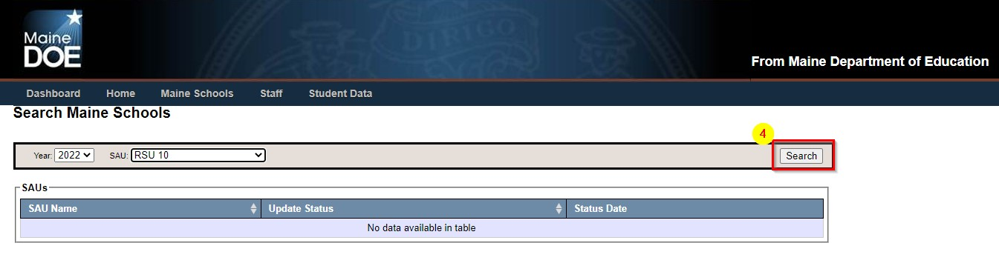 DIRIGO
Maine
DOE
From Maine Department of Education
Dashboard Home Maine Schools Staff Student Data
Search Maine Schools
4
Year: 2022 SAU: RSU 10 Search
SAUs
SAU Name Update Status Status Date
No data available in table